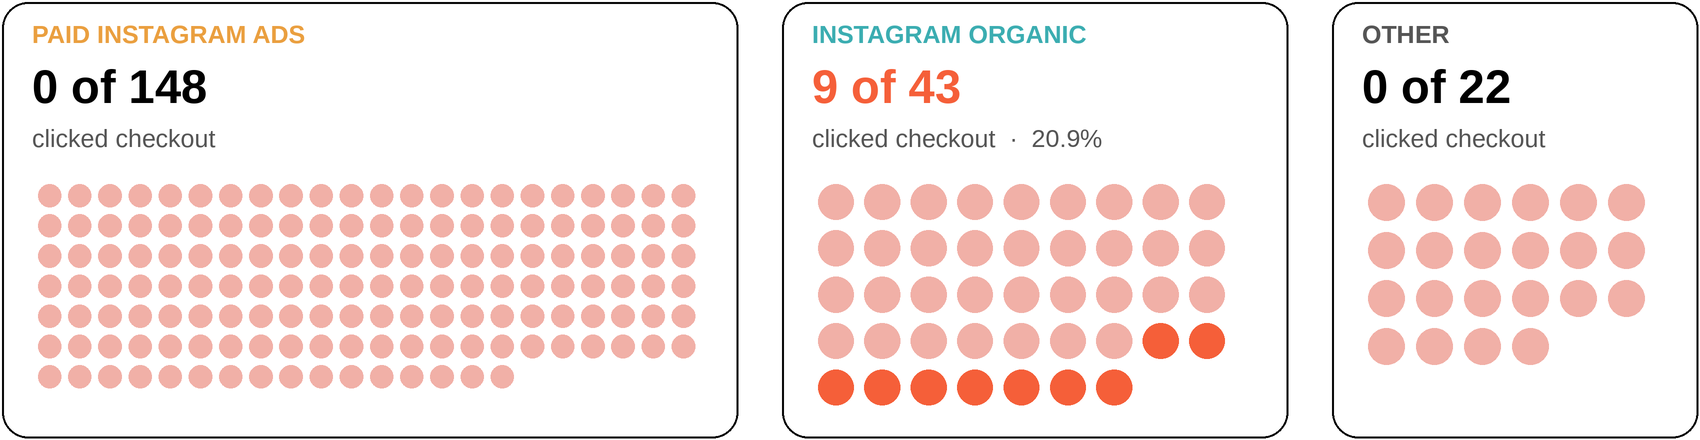 PAID INSTAGRAM ADS
0 of 148
clicked checkout
INSTAGRAM ORGANIC
9 of 43
clicked checkout · 20.9%
OTHER
0 of 22
clicked checkout